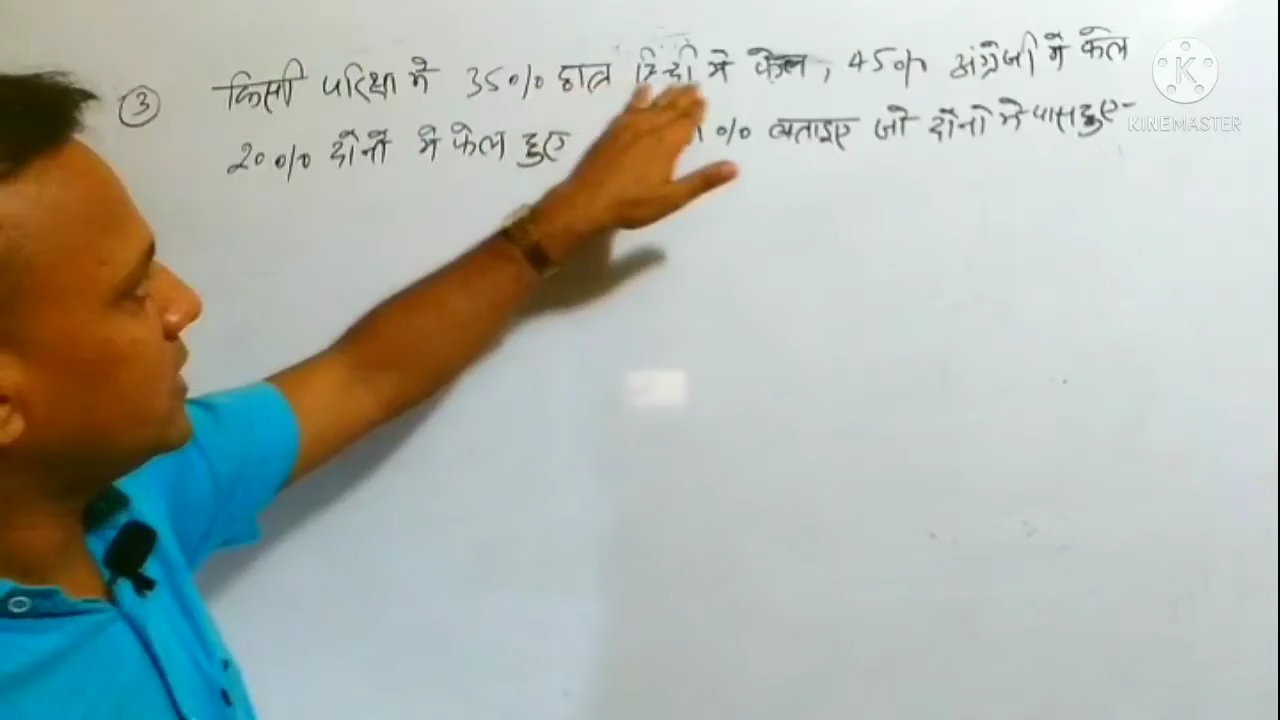 ③ किसी परिक्षा मे 35% छात्र हिन्दी मे फेल, 45% अंग्रेजी में फेल
20% दोनों मे फेल हुए % बताइए जो दोनो मे पास हुए-
K
KINEMASTER